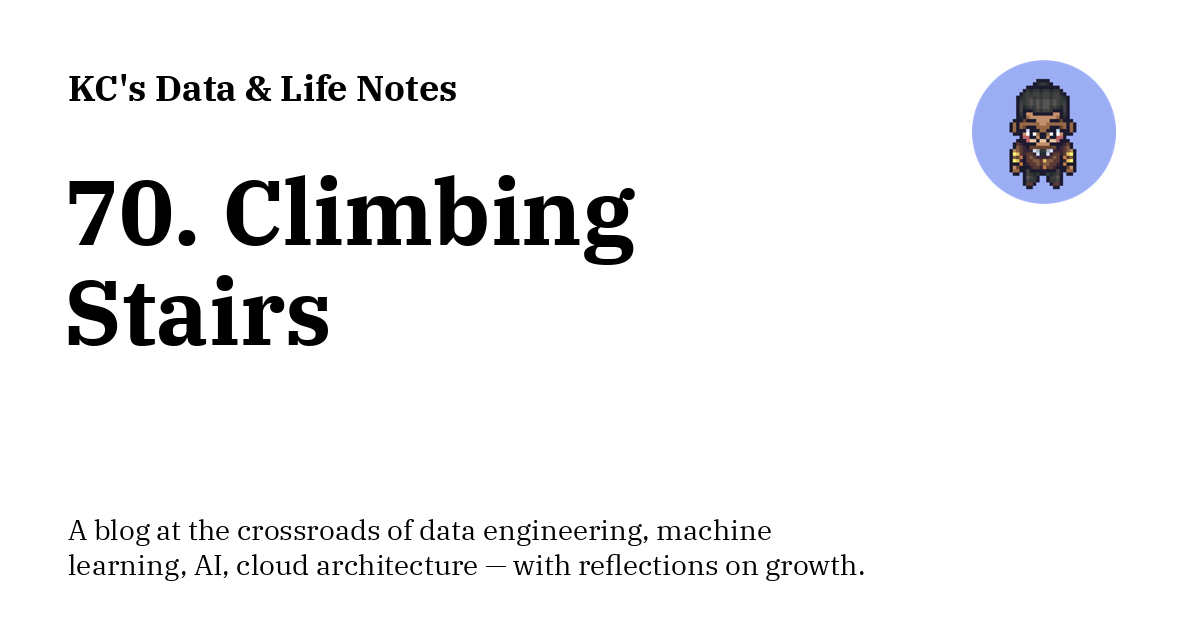 KC's Data & Life Notes
70. Climbing
Stairs
A blog at the crossroads of data engineering, machine
learning, AI, cloud architecture — with reflections on growth.